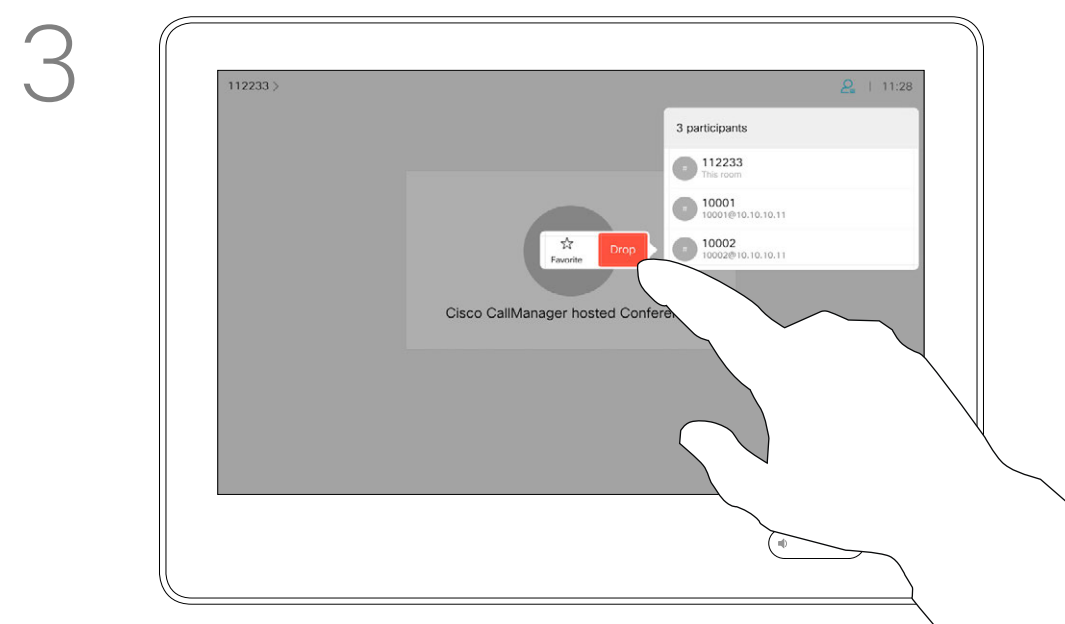 3
112233 >
| 11:28
3 participants
112233
This room
10001
10001@10.10.10.11
10002
10002@10.10.10.11
Favorite
Drop
Cisco CallManager hosted